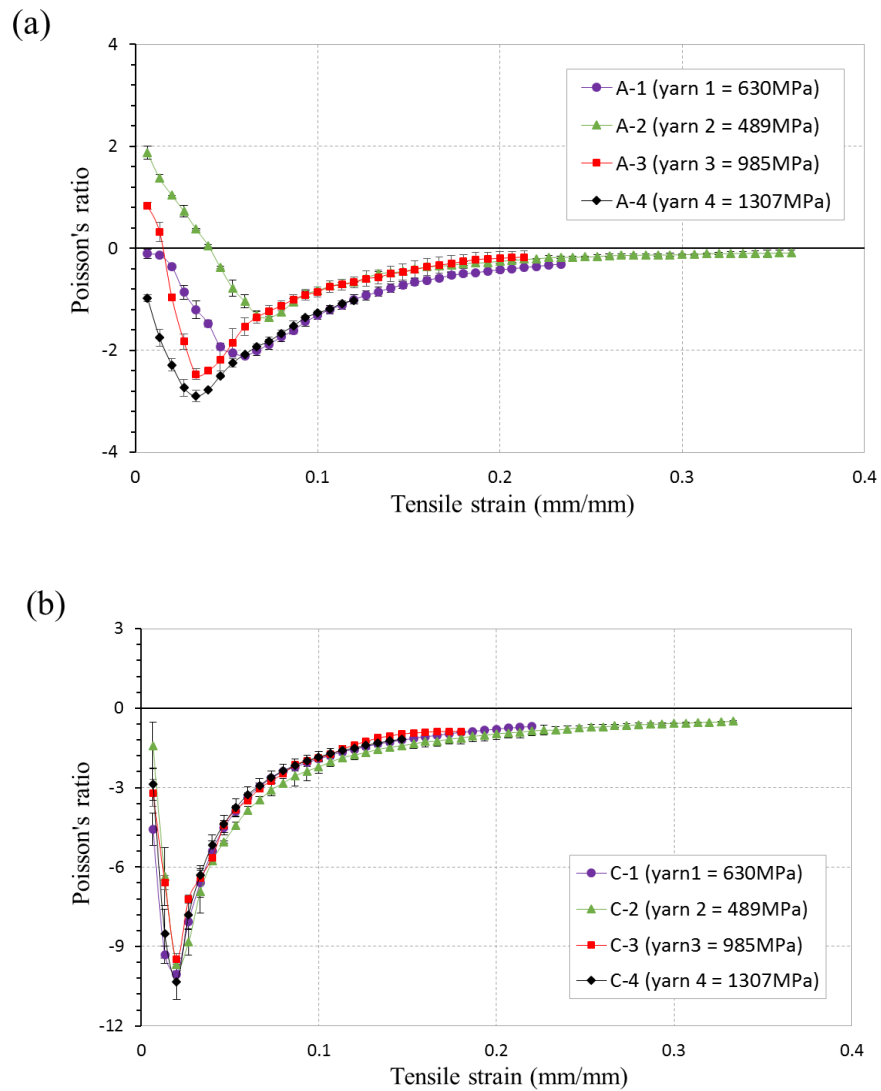 (a)
4
2
0
-2
-4
Poisson's ratio
0
0.1
0.2
0.3
0.4
Tensile strain (mm/mm)
A-1 (yarn 1 = 630MPa)
A-2 (yarn 2 = 489MPa)
A-3 (yarn 3 = 985MPa)
A-4 (yarn 4 = 1307MPa)
(b)
3
0
-3
-6
-9
-12
Poisson's ratio
0
0.1
0.2
0.3
0.4
Tensile strain (mm/mm)
C-1 (yarn1 = 630MPa)
C-2 (yarn 2 = 489MPa)
C-3 (yarn3 = 985MPa)
C-4 (yarn 4 = 1307MPa)